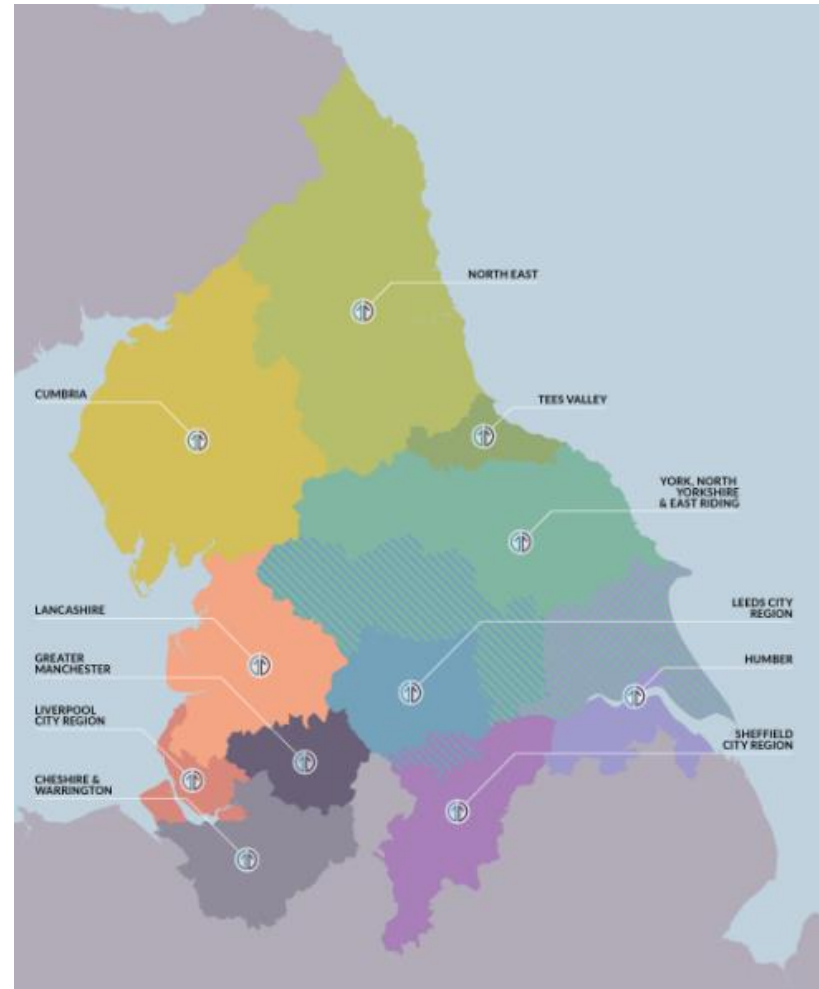 NORTH EAST
CUMBRIA
TEES VALLEY
YORK, NORTH
YORKSHIRE
& EAST RIDING
LANCASHIRE
LEEDS CITY
REGION
GREATER
MANCHESTER
HUMBER
LIVERPOOL
CITY REGION
SHEFFIELD
CITY REGION
CHESHIRE &
WARRINGTON